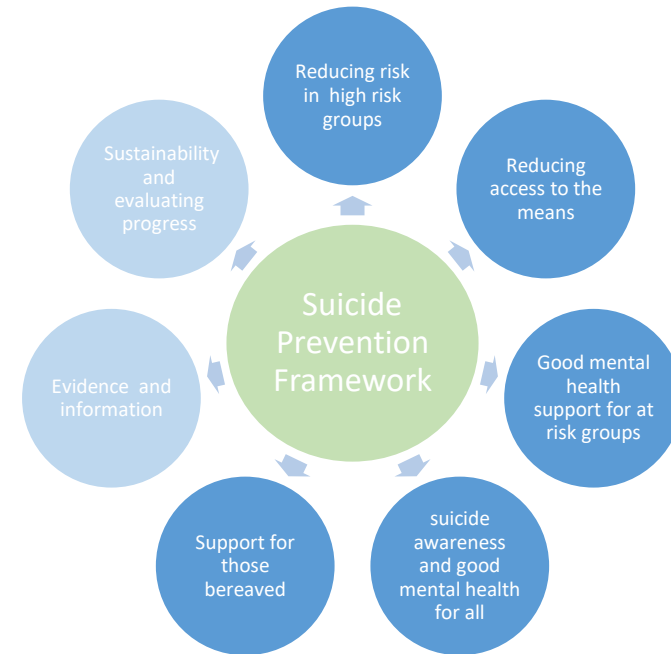 Reducing risk
in high risk
groups
Reducing
access to the
means
Good mental
health
support for at
risk groups
suicide
awareness
and good
mental health
for all
Support for
those
bereaved
Evidence and
information
Sustainability
and
evaluating
progress
Suicide
Prevention
Framework